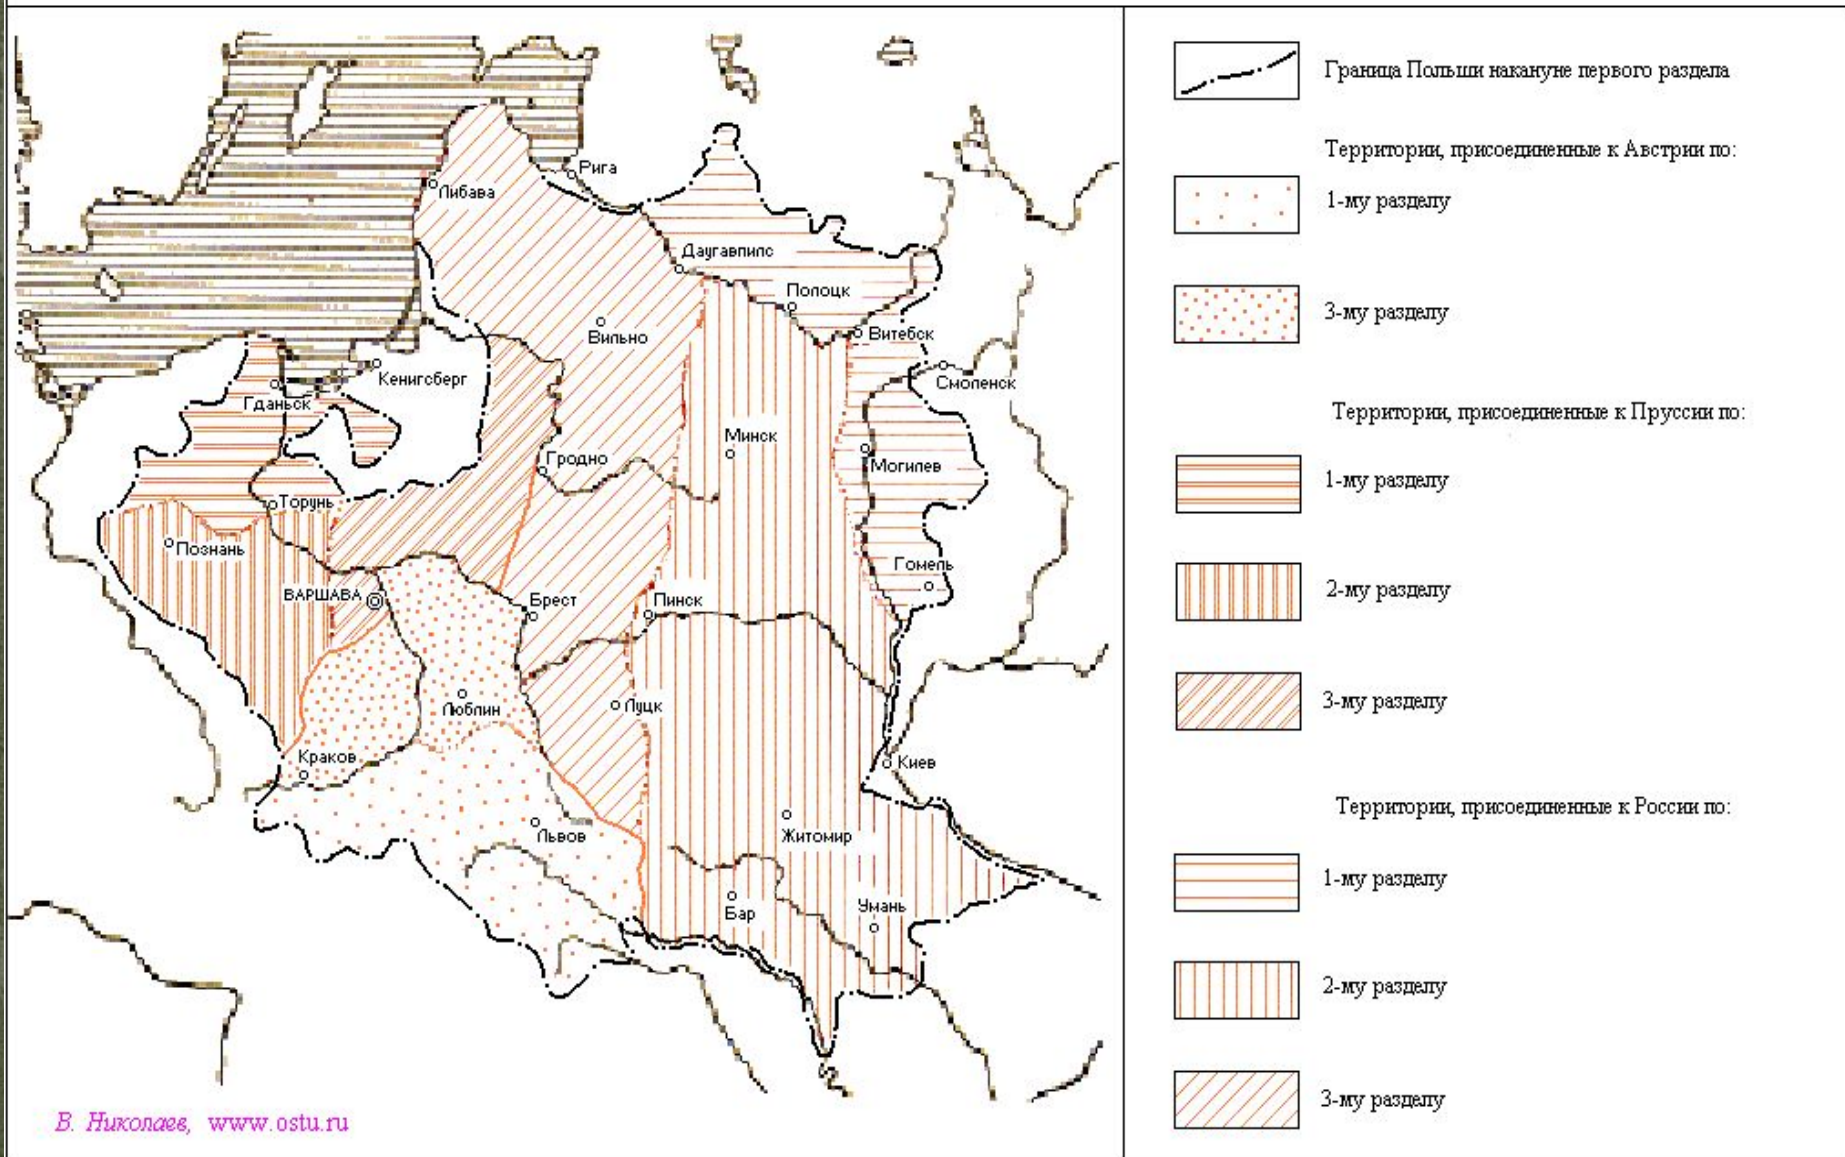 Рига
Либава
Даугавпилс
Полоцк
Вильно
Витебск
Кенигсберг
Смоленск
Гданьск
Минск
Гродно
Могилев
Торунь
Познань
Гомель
ВАРШАВА
Брест
Пинск
Люблин
Луцк
Краков
Киев
Львов
Житомир
Бар
Умань
В. Николаев, www.ostu.ru
Граница Польши накануне первого раздела
Территории, присоединенные к Австрии по:
1-му разделу
3-му разделу
Территории, присоединенные к Пруссии по:
1-му разделу
2-му разделу
3-му разделу
Территории, присоединенные к России по:
1-му разделу
2-му разделу
3-му разделу